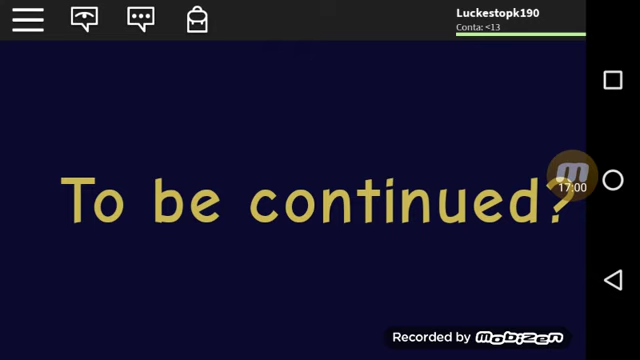 Luckestopk190
Conta: <13
To be continued?
17:00
Recorded by mobizen